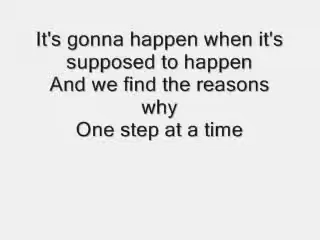 It's gonna happen when it's
supposed to happen
And we find the reasons
why
One step at a time